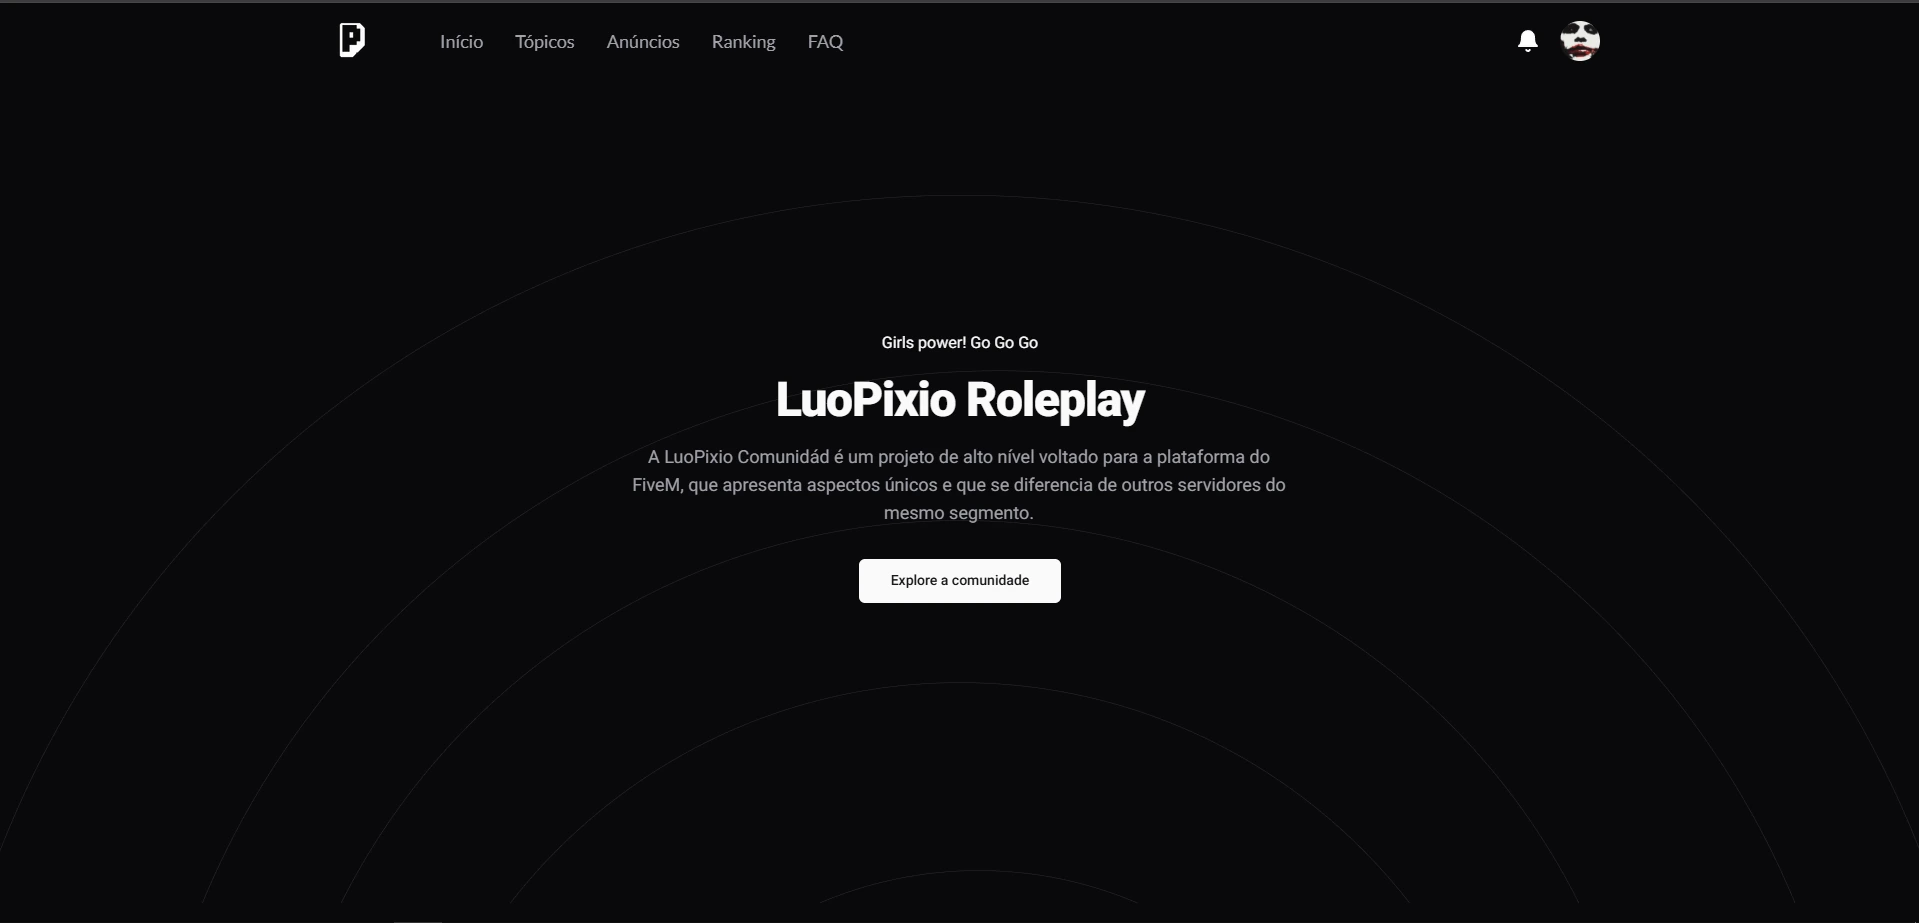 Início
Tópicos
Anúncios
Ranking
FAQ
Girls power! Go Go Go
LuoPixio Roleplay
A LuoPixio Comunidád é um projeto de alto nível voltado para a plataforma do
FiveM, que apresenta aspectos únicos e que se diferencia de outros servidores do
mesmo segmento.
Explore a comunidade